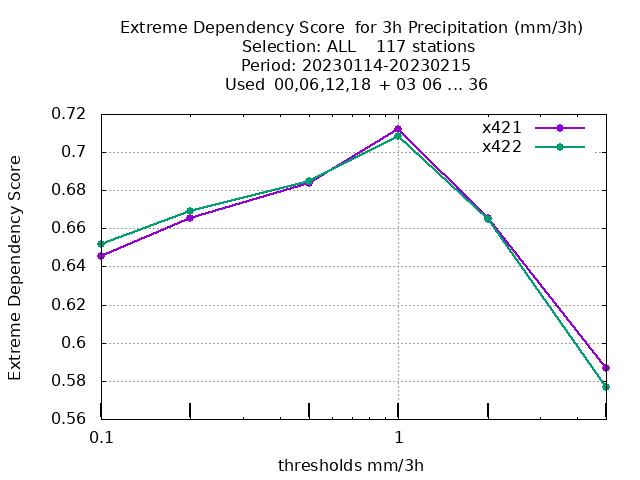 Extreme Dependency Score  for 3h Precipitation (mm/3h)
Selection: ALL    117 stations
Period: 20230114-20230215
Used  00,06,12,18  + 03 06 ... 36
x421
x422
0.72
0.7
0.68
0.66
0.64
0.62
0.6
0.58
0.56
Extreme Dependency Score
0.1
1
thresholds mm/3h